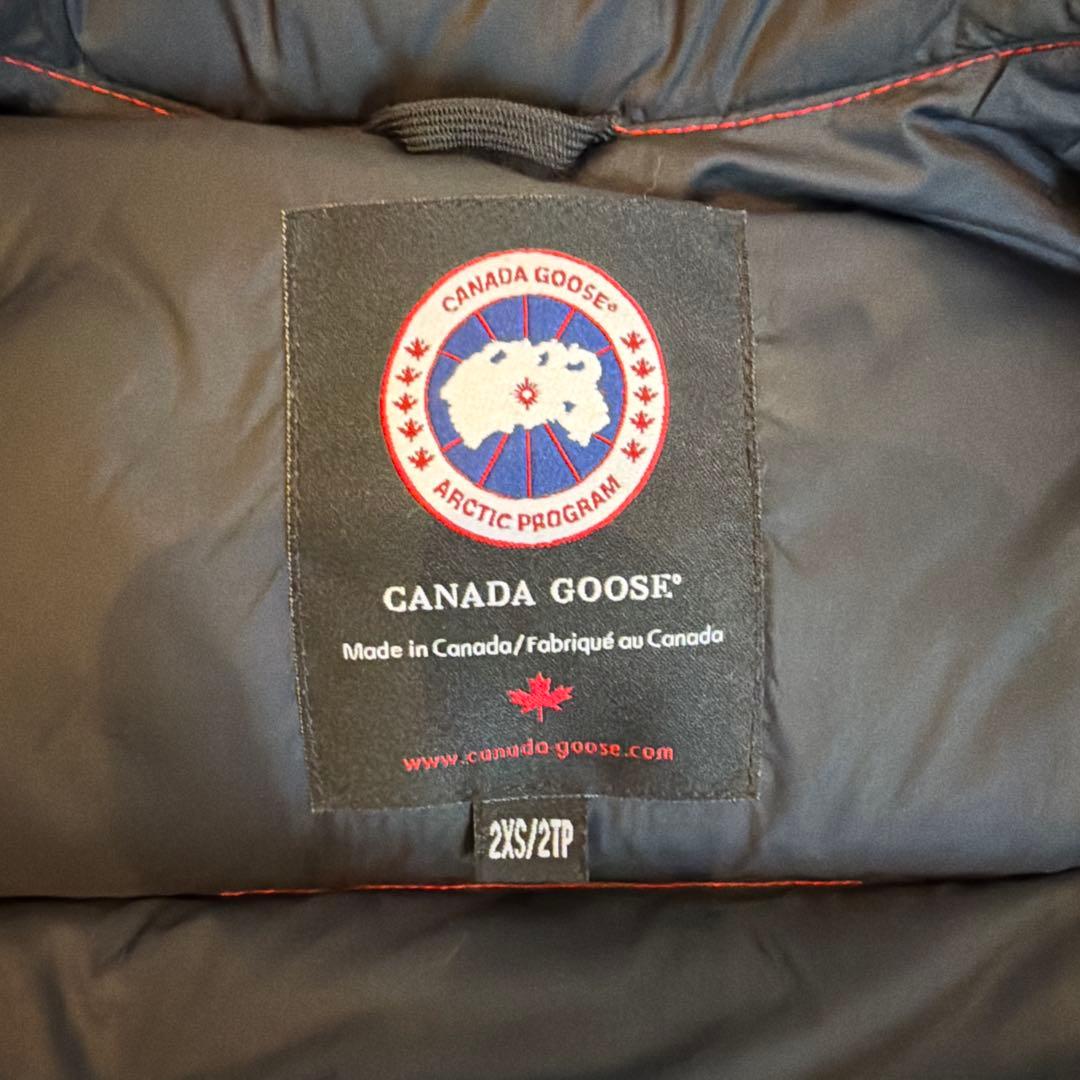 CANADA GOOSE®
ARCTIC PROGRAM
CANADA GOOSE®
Made in Canada/Fabriqué au Canada
www.canada-goose.com
2XS/2TP